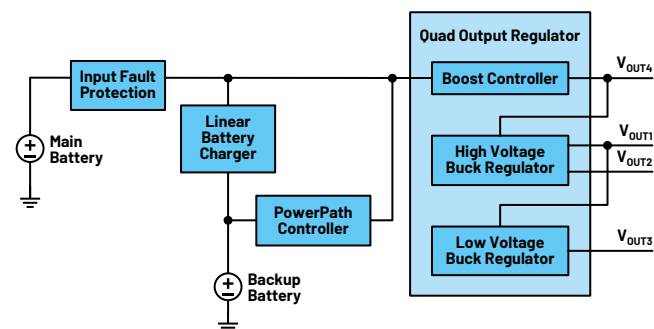 Quad Output Regulator
Input Fault
Protection
Boost Controller
VOUT4
Linear
Battery
Charger
Main
Battery
High Voltage
Buck Regulator
VOUT1
VOUT2
PowerPath
Controller
Low Voltage
Buck Regulator
VOUT3
Backup
Battery